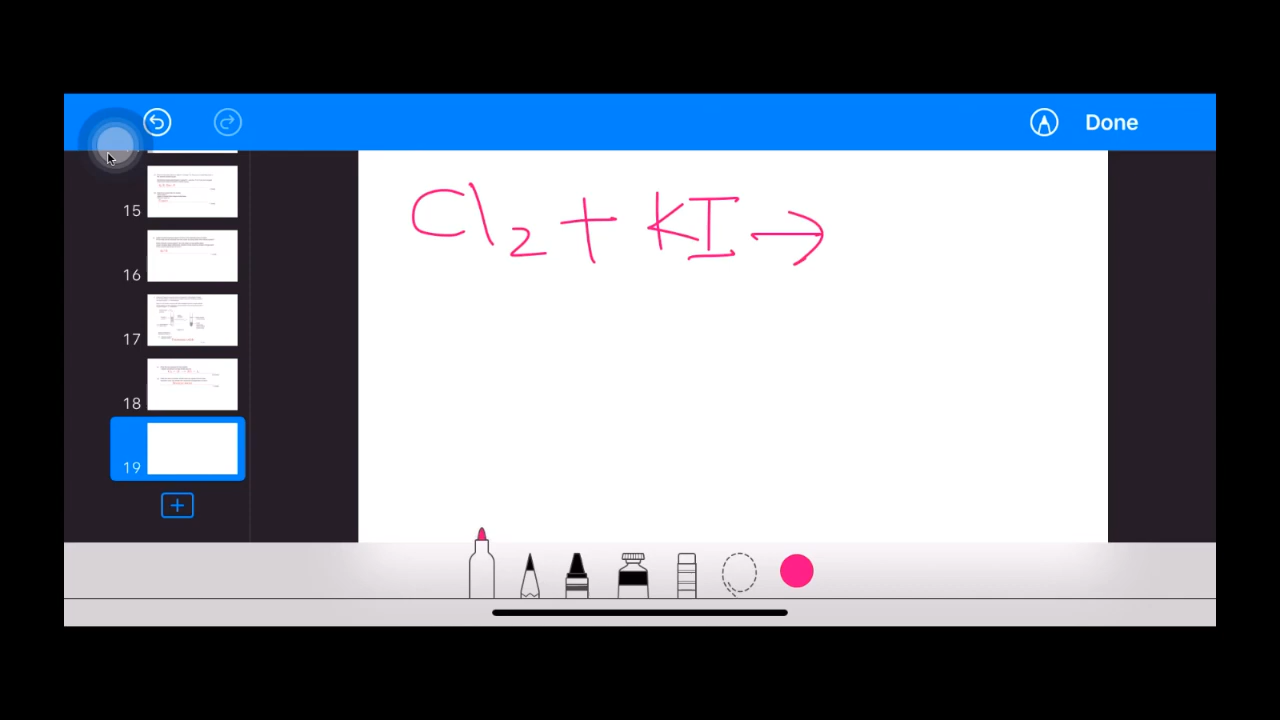 Done
Cl₂ + KI →
15
16
17
18
19